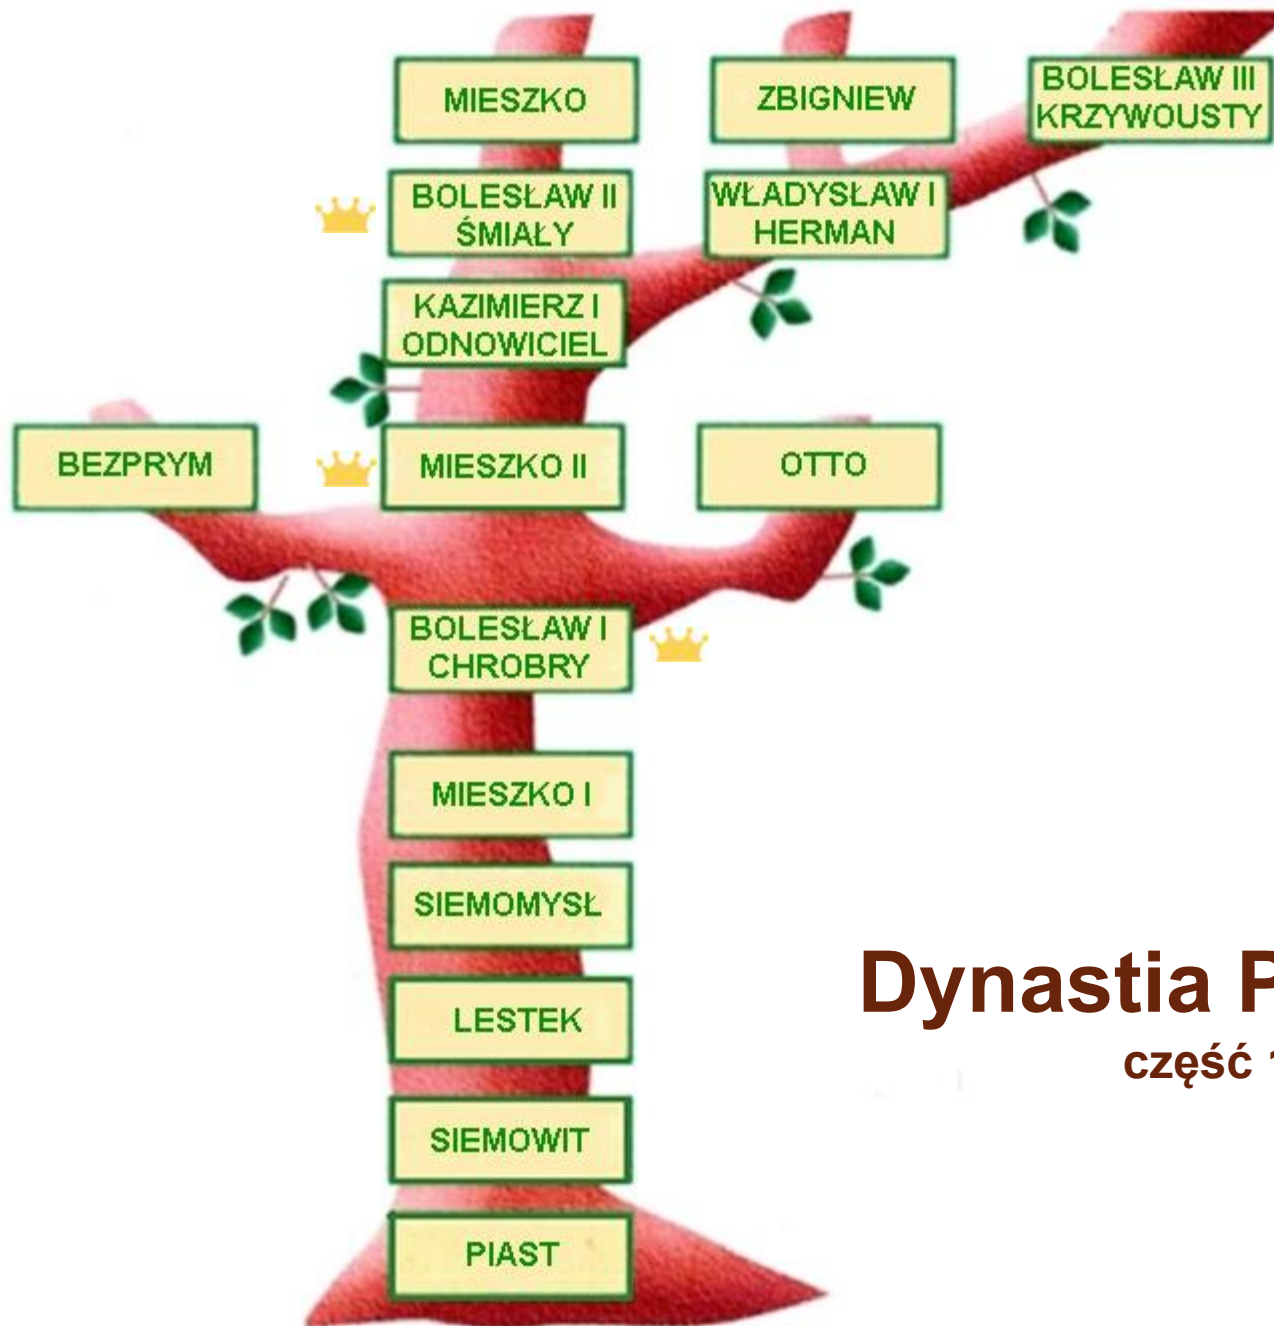 MIESZKO
ZBIGNIEW
BOLESŁAW III
KRZYWOUSTY
BOLESŁAW II
ŚMIAŁY
WŁADYSŁAW I
HERMAN
KAZIMIERZ I
ODNOWICIEL
BEZPRYM
MIESZKO II
OTTO
BOLESŁAW I
CHROBRY
MIESZKO I
SIEMOMYSŁ
LESTEK
Dynastia P
część
SIEMOWIT
PIAST